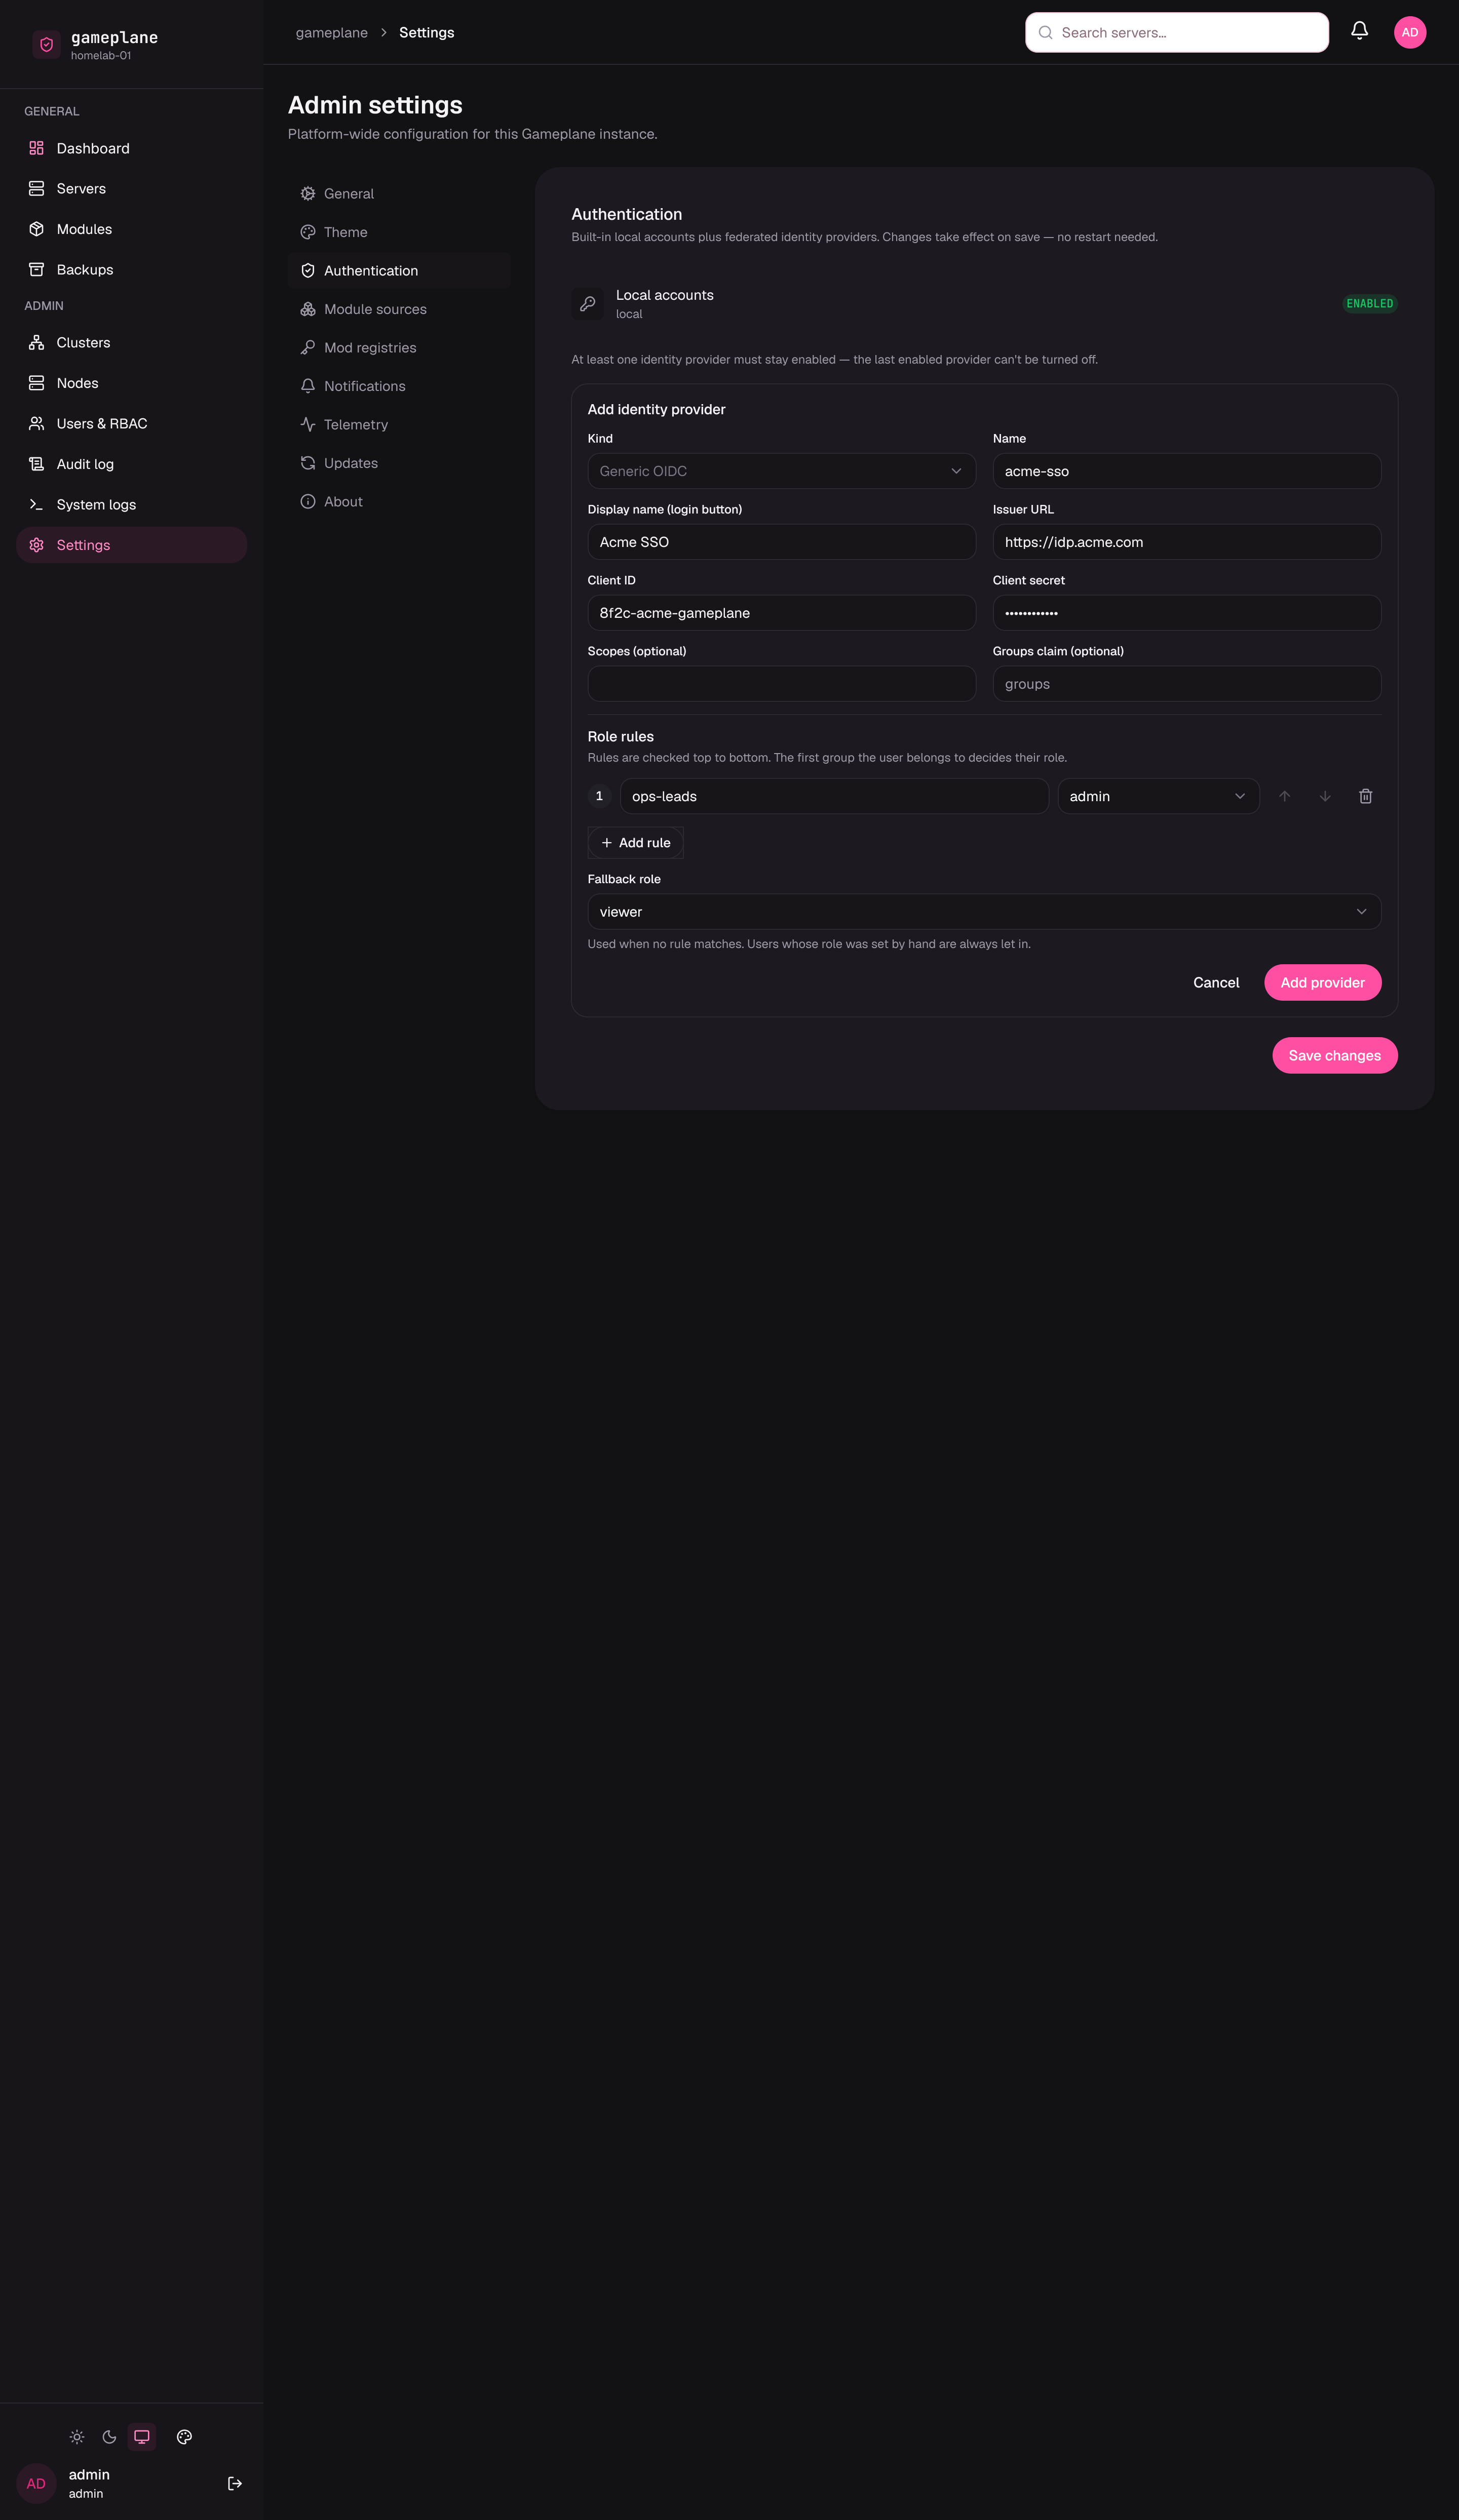 gameplane
homelab-01
gameplane > Settings
Search servers...
AD
GENERAL
Dashboard
Servers
Modules
Backups
ADMIN
Clusters
Nodes
Users & RBAC
Audit log
System logs
Settings
Admin settings
Platform-wide configuration for this Gameplane instance.
General
Theme
Authentication
Module sources
Mod registries
Notifications
Telemetry
Updates
About
Authentication
Built-in local accounts plus federated identity providers. Changes take effect on save — no restart needed.
Local accounts
local
ENABLED
At least one identity provider must stay enabled — the last enabled provider can't be turned off.
Add identity provider
Kind
Name
Generic OIDC
acme-sso
Display name (login button)
Issuer URL
Acme SSO
https://idp.acme.com
Client ID
Client secret
8f2c-acme-gameplane
••••••••••••
Scopes (optional)
Groups claim (optional)
groups
Role rules
Rules are checked top to bottom. The first group the user belongs to decides their role.
1
ops-leads
admin
Add rule
Fallback role
viewer
Used when no rule matches. Users whose role was set by hand are always let in.
Cancel
Add provider
Save changes
AD
admin
admin